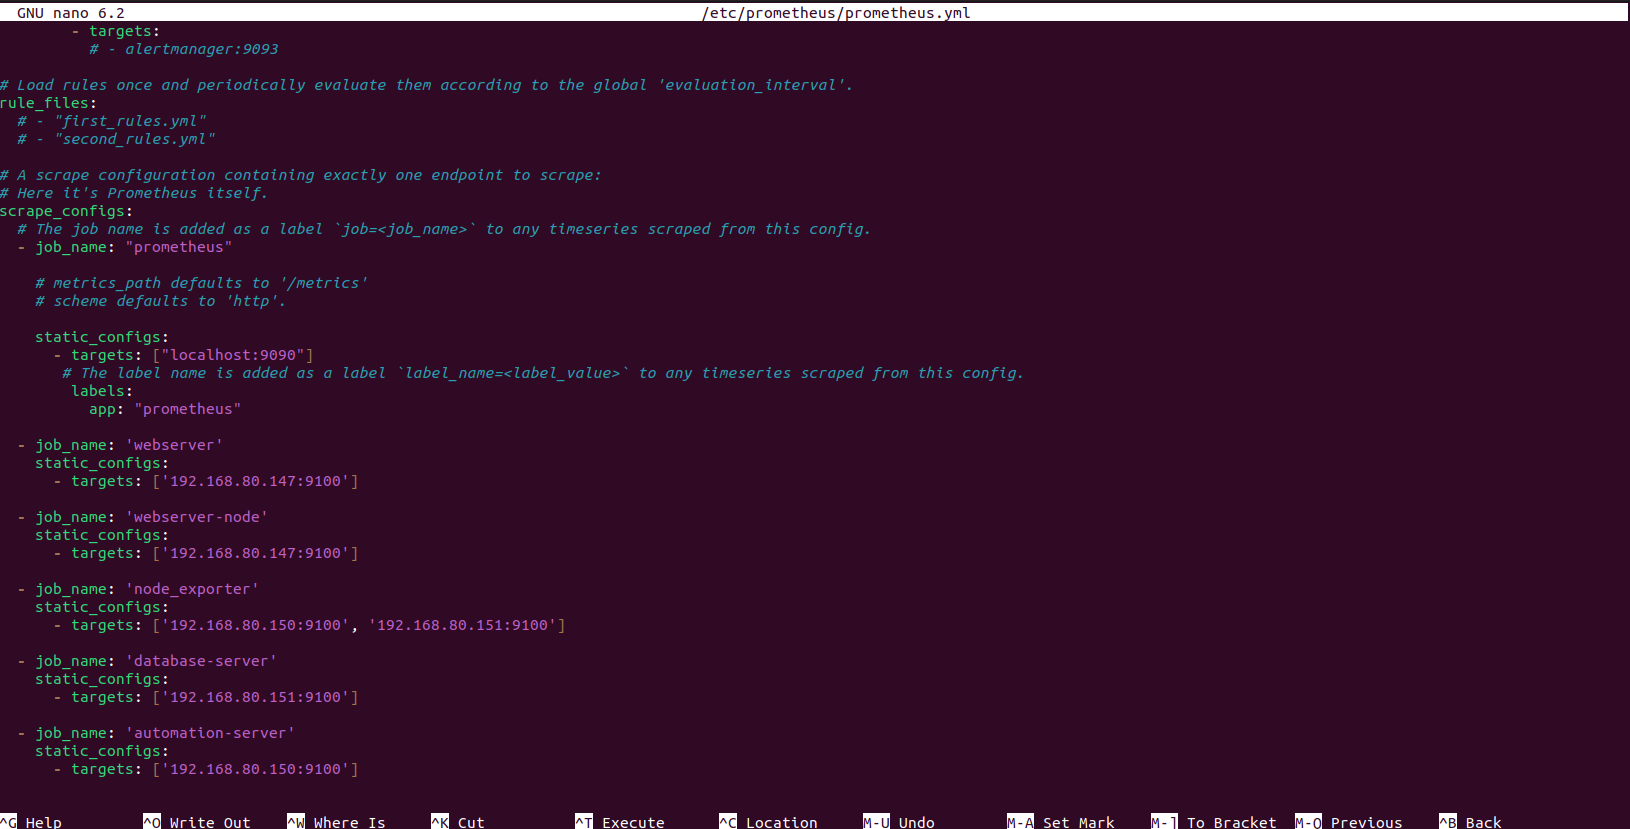 GNU nano 6.2 /etc/prometheus/prometheus.yml
- targets:
# - alertmanager:9093
# Load rules once and periodically evaluate them according to the global 'evaluation_interval'.
rule_files:
# - "first_rules.yml"
# - "second_rules.yml"
# A scrape configuration containing exactly one endpoint to scrape:
# Here it's Prometheus itself.
scrape_configs:
# The job name is added as a label `job=<job_name>` to any timeseries scraped from this config.
- job_name: "prometheus"
# metrics_path defaults to '/metrics'
# scheme defaults to 'http'.
static_configs:
- targets: ["localhost:9090"]
# The label name is added as a label `label_name=<label_value>` to any timeseries scraped from this config.
labels:
app: "prometheus"
- job_name: 'webserver'
static_configs:
- targets: ['192.168.80.147:9100']
- job_name: 'webserver-node'
static_configs:
- targets: ['192.168.80.147:9100']
- job_name: 'node_exporter'
static_configs:
- targets: ['192.168.80.150:9100', '192.168.80.151:9100']
- job_name: 'database-server'
static_configs:
- targets: ['192.168.80.151:9100']
- job_name: 'automation-server'
static_configs:
- targets: ['192.168.80.150:9100']
^G Help ^O Write Out ^W Where Is ^K Cut ^T Execute ^C Location M-U Undo M-A Set Mark M-] To Bracket M-Q Previous ^B Back